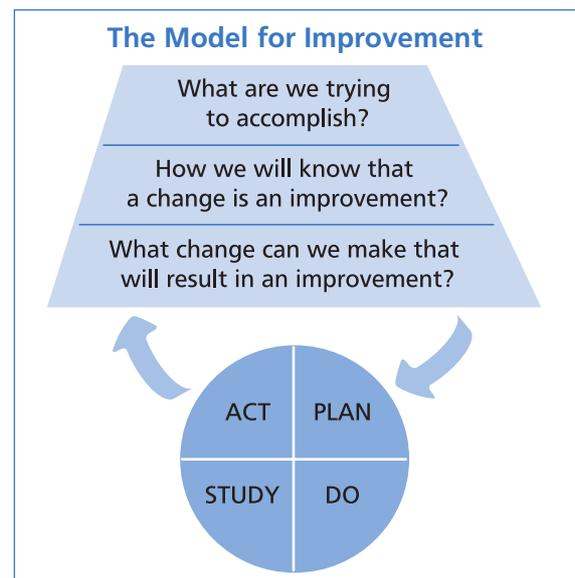 The Model for Improvement
What are we trying
to accomplish?
How we will know that
a change is an improvement?
What change can we make that
will result in an improvement?
ACT
PLAN
STUDY
DO